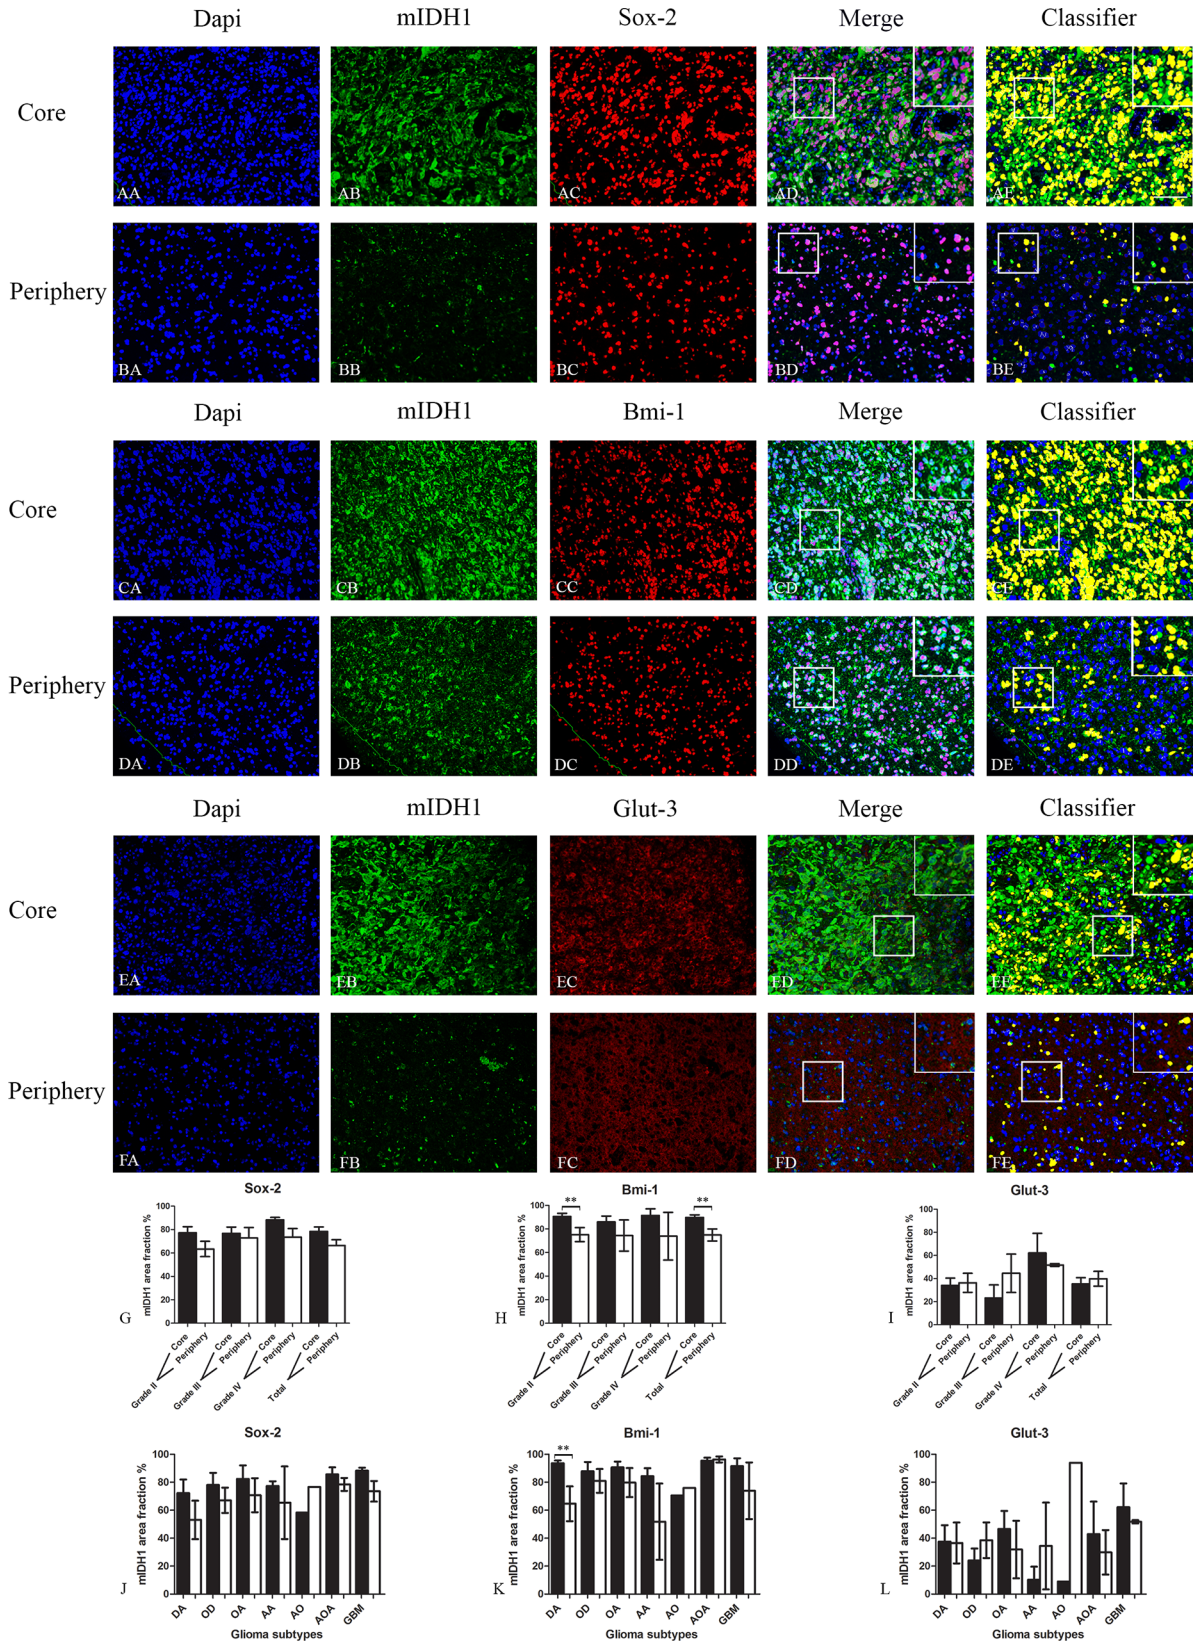 Dapi mIDH1 Sox-2 Merge Classifier
Core
AA AB AC AD AE
Periphery
BA BB BC BD BE
Dapi mIDH1 Bmi-1 Merge Classifier
Core
CA CB CC CD CE
Periphery
DA DB DC DD DE
Dapi mIDH1 Glut-3 Merge Classifier
Core
EA EB EC ED EE
Periphery
FA FB FC FD FE
Sox-2
mIDH1 area fraction %
100
80
60
40
20
0
Core Periphery Core Periphery Core Periphery Core Periphery
Grade II Grade III Grade IV Total
G
Bmi-1
mIDH1 area fraction %
100
80
60
40
20
0
** **
Core Periphery Core Periphery Core Periphery Core Periphery
Grade II Grade III Grade IV Total
H
Glut-3
mIDH1 area fraction %
100
80
60
40
20
Core Periphery Core Periphery Core Periphery Core Periphery
Grade II Grade III Grade IV Total
I
Sox-2
mIDH1 area fraction %
100
80
60
40
20
0
DA OD OA AA AO AOA GBM
Glioma subtypes
J
Bmi-1
mIDH1 area fraction %
100
80
60
40
20
0
**
DA OD OA AA AO AOA GBM
Glioma subtypes
K
Glut-3
mIDH1 area fraction %
100
80
60
40
20
0
DA OD OA AA AO AOA GBM
Glioma subtypes
L